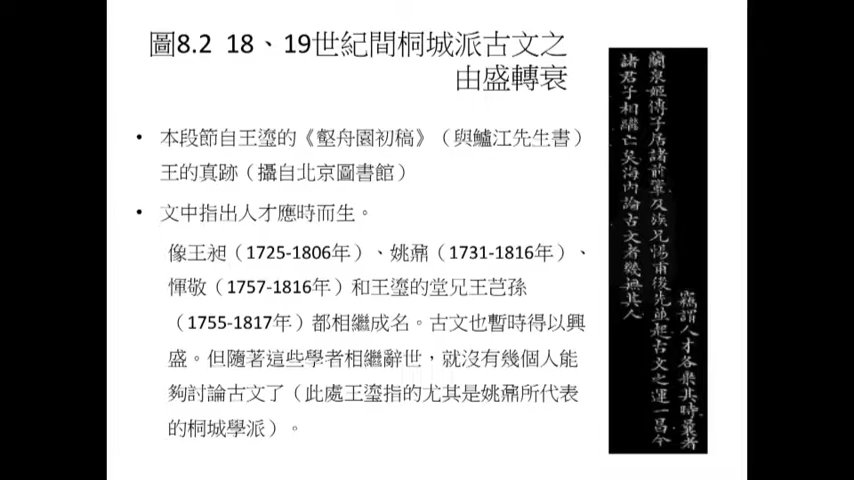 圖8.2 18、19世紀間桐城派古文之
由盛轉衰
• 本段節自王鎏的《壑舟園初稿》（與鱸江先生書）
王的真跡（攝自北京圖書館）
• 文中指出人才應時而生。
像王昶（1725-1806年）、姚鼐（1731-1816年）、
惲敬（1757-1816年）和王鎏的堂兄王芑孫
（1755-1817年）都相繼成名。古文也暫時得以興
盛。但隨著這些學者相繼辭世，就沒有幾個人能
夠討論古文了（此處王鎏指的尤其是姚鼐所代表
的桐城學派）。
竊謂人才各乘其時曩者
蘭泉姬傳子居諸前輩及族兄惕甫後先並起古文之運一昌今
諸君子相繼亡矣海內論古文者幾無其人